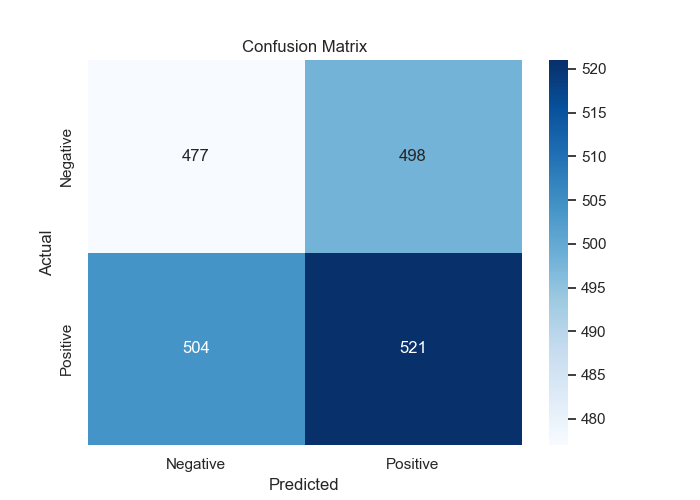 Confusion Matrix
Actual
Negative
Positive
477
498
504
521
Negative
Positive
Predicted
520
515
510
505
500
495
490
485
480